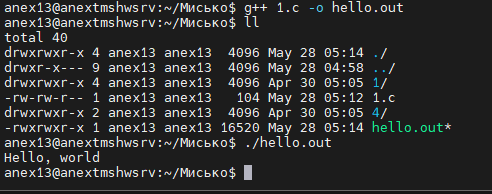 anex13@anextmshwsrv:~/Мисько$ g++ 1.c -o hello.out
anex13@anextmshwsrv:~/Мисько$ ll
total 40
drwxrwxr-x 4 anex13 anex13  4096 May 28 05:14 ./
drwxr-x--- 9 anex13 anex13  4096 May 28 04:58 ../
drwxrwxr-x 4 anex13 anex13  4096 Apr 30 05:05 1/
-rw-rw-r-- 1 anex13 anex13   104 May 28 05:12 1.c
drwxrwxr-x 2 anex13 anex13  4096 Apr 30 05:05 4/
-rwxrwxr-x 1 anex13 anex13 16520 May 28 05:14 hello.out*
anex13@anextmshwsrv:~/Мисько$ ./hello.out
Hello, world
anex13@anextmshwsrv:~/Мисько$